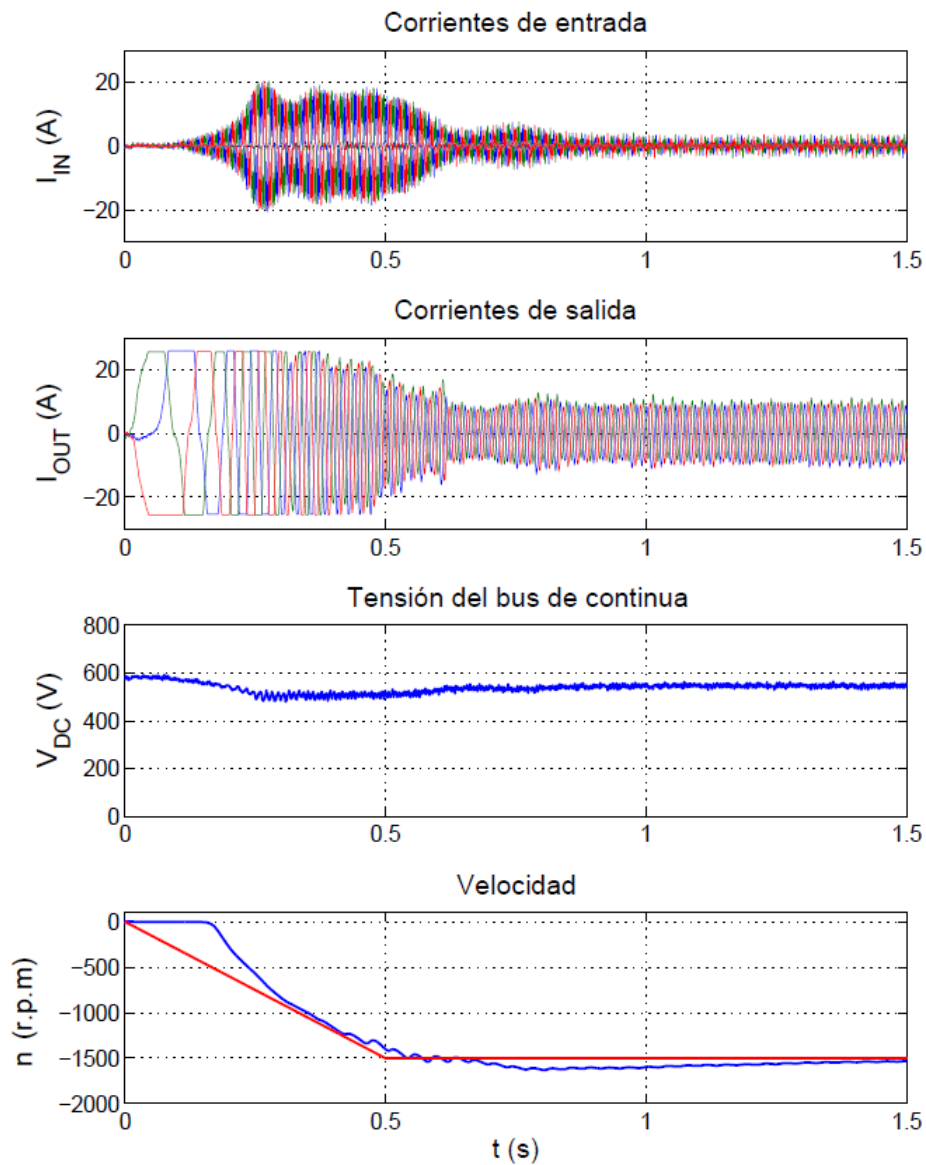 Corrientes de entrada
I_IN (A)
20
0
−20
0 0.5 1 1.5
Corrientes de salida
I_OUT (A)
20
0
−20
0 0.5 1 1.5
Tensión del bus de continua
V_DC (V)
800
600
400
200
0
0 0.5 1 1.5
Velocidad
n (r.p.m)
0
−500
−1000
−1500
−2000
0 0.5 1 1.5
t (s)